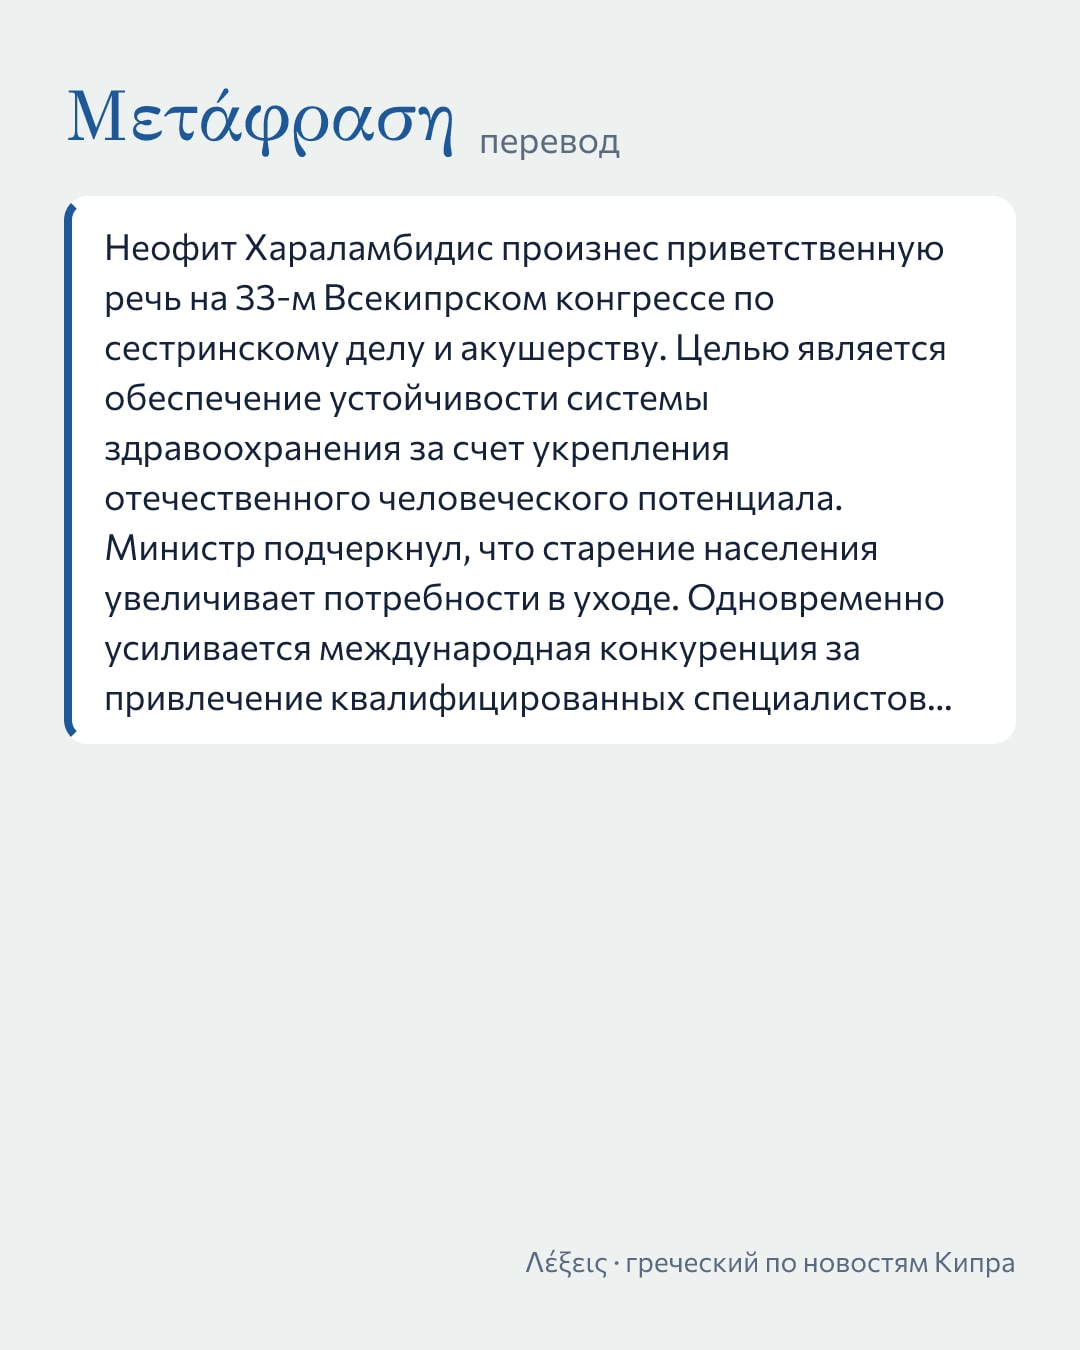 Μετάφραση перевод
Неофит Хараламбидис произнес приветственную
речь на 33-м Всекипрском конгрессе по
сестринскому делу и акушерству. Целью является
обеспечение устойчивости системы
здравоохранения за счет укрепления
отечественного человеческого потенциала.
Министр подчеркнул, что старение населения
увеличивает потребности в уходе. Одновременно
усиливается международная конкуренция за
привлечение квалифицированных специалистов...
Λέξεις · греческий по новостям Кипра